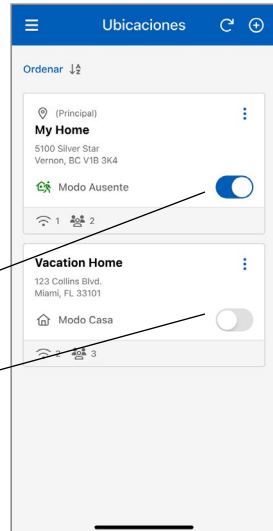 Ubicaciones
Ordenar
(Principal)
My Home
5100 Silver Star
Vernon, BC V1B 3K4
Modo Ausente
1 2
Vacation Home
123 Collins Blvd.
Miami, FL 33101
Modo Casa
2 3